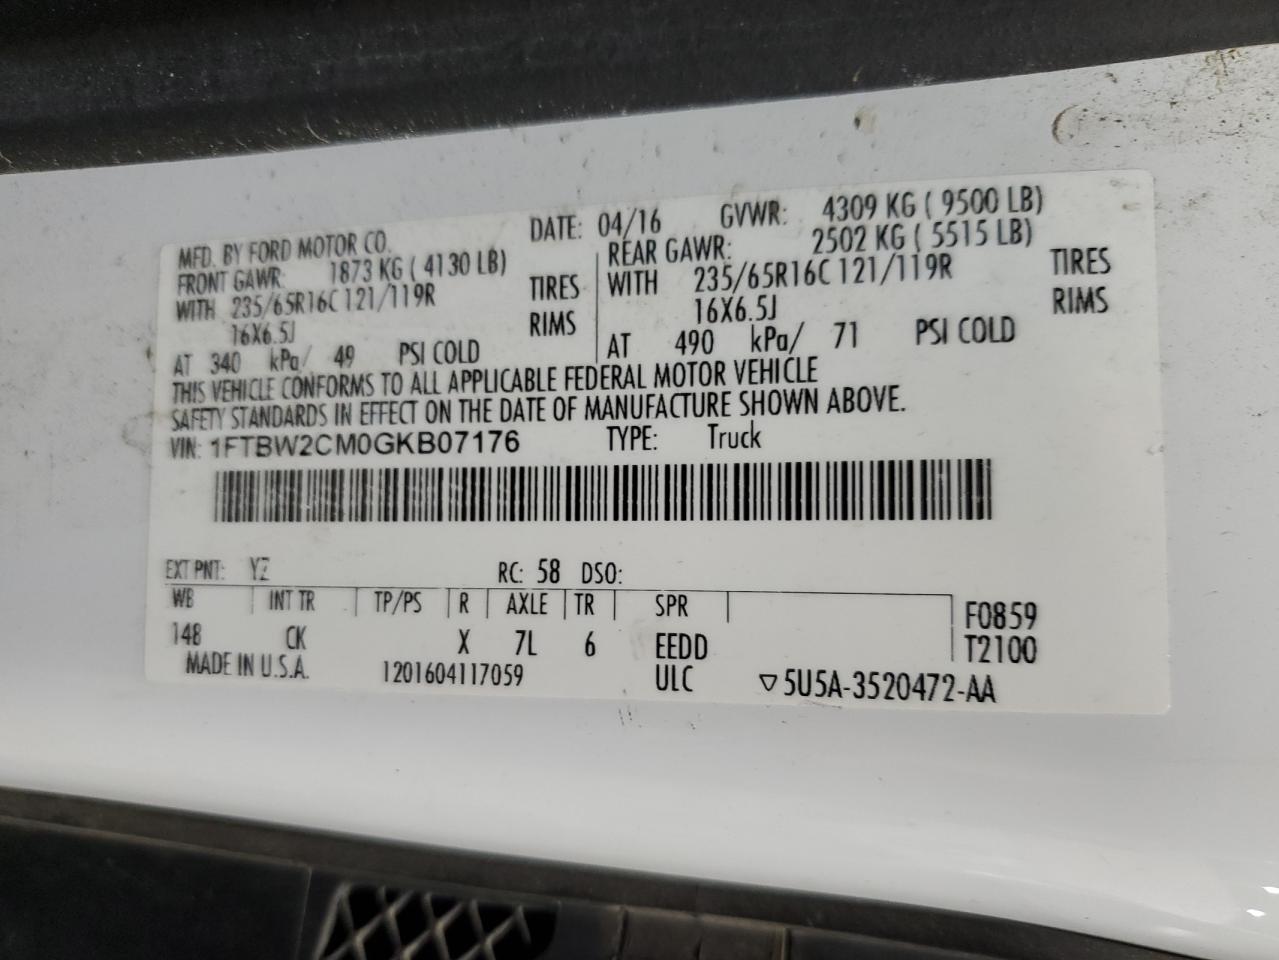 MFD. BY FORD MOTOR CO. DATE: 04/16 GVWR: 4309 KG ( 9500 LB)
FRONT GAWR: 1873 KG ( 4130 LB) REAR GAWR: 2502 KG ( 5515 LB)
WITH 235/65R16C 121/119R TIRES WITH 235/65R16C 121/119R TIRES
16X6.5J RIMS 16X6.5J RIMS
AT 340 kPa/ 49 PSI COLD AT 490 kPa/ 71 PSI COLD
THIS VEHICLE CONFORMS TO ALL APPLICABLE FEDERAL MOTOR VEHICLE
SAFETY STANDARDS IN EFFECT ON THE DATE OF MANUFACTURE SHOWN ABOVE.
VIN: 1FTBW2CM0GKB07176 TYPE: Truck
EXT PNT: YZ RC: 58 DSO:
WB INT TR TP/PS R AXLE TR SPR F0859
148 CK X 7L 6 EEDD T2100
MADE IN U.S.A. 1201604117059 ULC ▽5U5A-3520472-AA